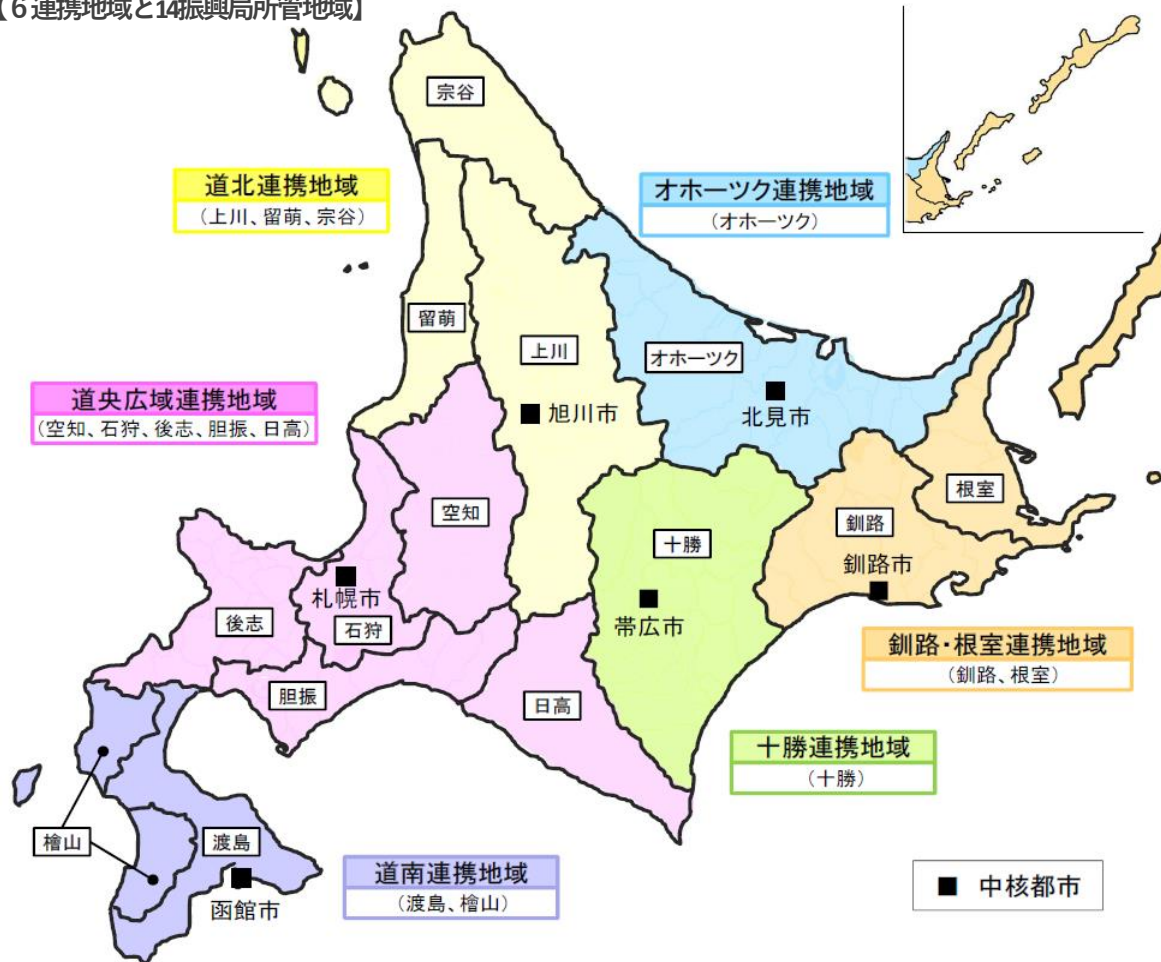 【６連携地域と14振興局所管地域】
宗谷
道北連携地域
（上川、留萌、宗谷）
オホーツク連携地域
（オホーツク）
留萌
上川
オホーツク
道央広域連携地域
（空知、石狩、後志、胆振、日高）
■ 旭川市
北見市
根室
空知
釧路
十勝
釧路市
札幌市
後志
石狩
帯広市
釧路・根室連携地域
（釧路、根室）
胆振
日高
十勝連携地域
（十勝）
檜山
渡島
道南連携地域
（渡島、檜山）
函館市
■ 中核都市